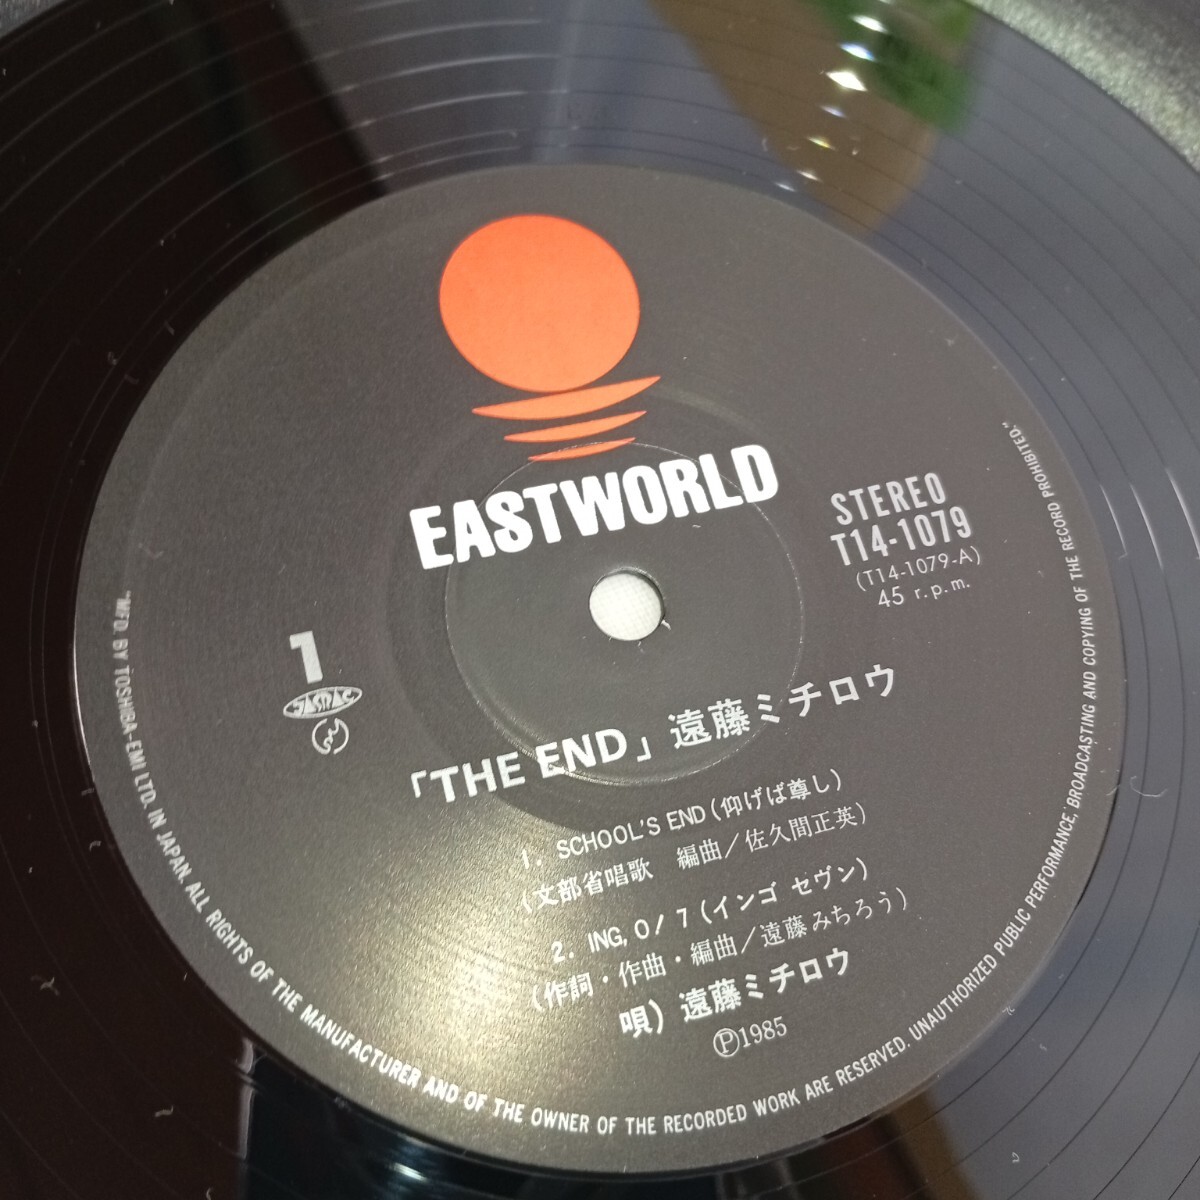 EASTWORLD
STEREO
T14-1079
(T14-1079-A)
45 r.p.m.
1
JASRAC
「THE END」遠藤ミチロウ
1. SCHOOL'S END(仰げば尊し)
(文部省唱歌 編曲/佐久間正英)
2. ING, O/7(インゴ セヴン)
(作詞・作曲・編曲/遠藤みちろう)
唄)遠藤ミチロウ
Ⓟ1985
"MFD. BY TOSHIBA-EMI LTD. IN JAPAN. ALL RIGHTS OF THE MANUFACTURER AND OF THE OWNER OF THE RECORDED WORK ARE RESERVED. UNAUTHORIZED PUBLIC PERFORMANCE, BROADCASTING AND COPYING OF THE RECORD PROHIBITED."